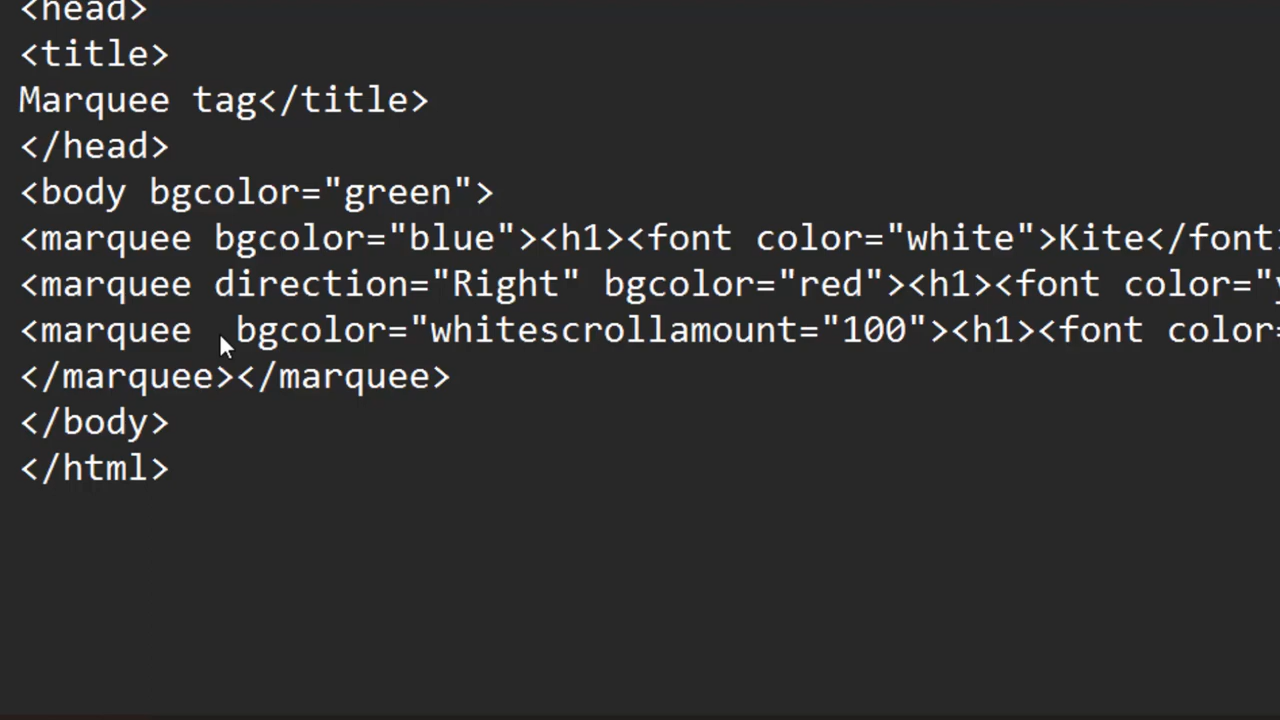 <head>
<title>
Marquee tag</title>
</head>
<body bgcolor="green">
<marquee bgcolor="blue"><h1><font color="white">Kite</font>
<marquee direction="Right" bgcolor="red"><h1><font color="y
<marquee  bgcolor="whitescrollamount="100"><h1><font color=
</marquee></marquee>
</body>
</html>